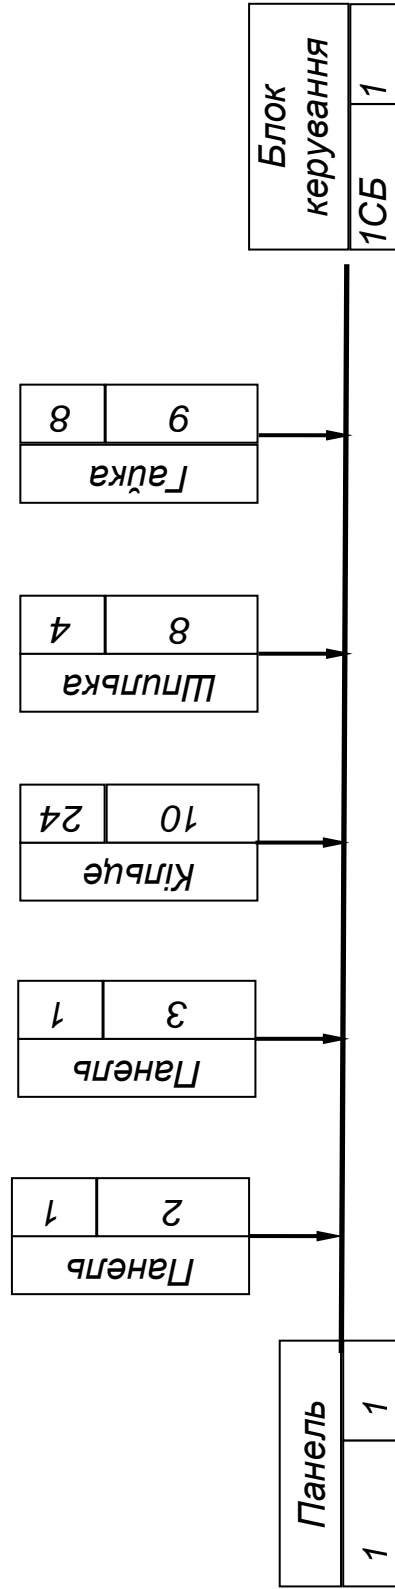 Блок
керування
1СБ 1
Гайка
6 8
Шпилька
8 4
Кільце
10 24
Панель
3 1
Панель
2 1
Панель
1 1